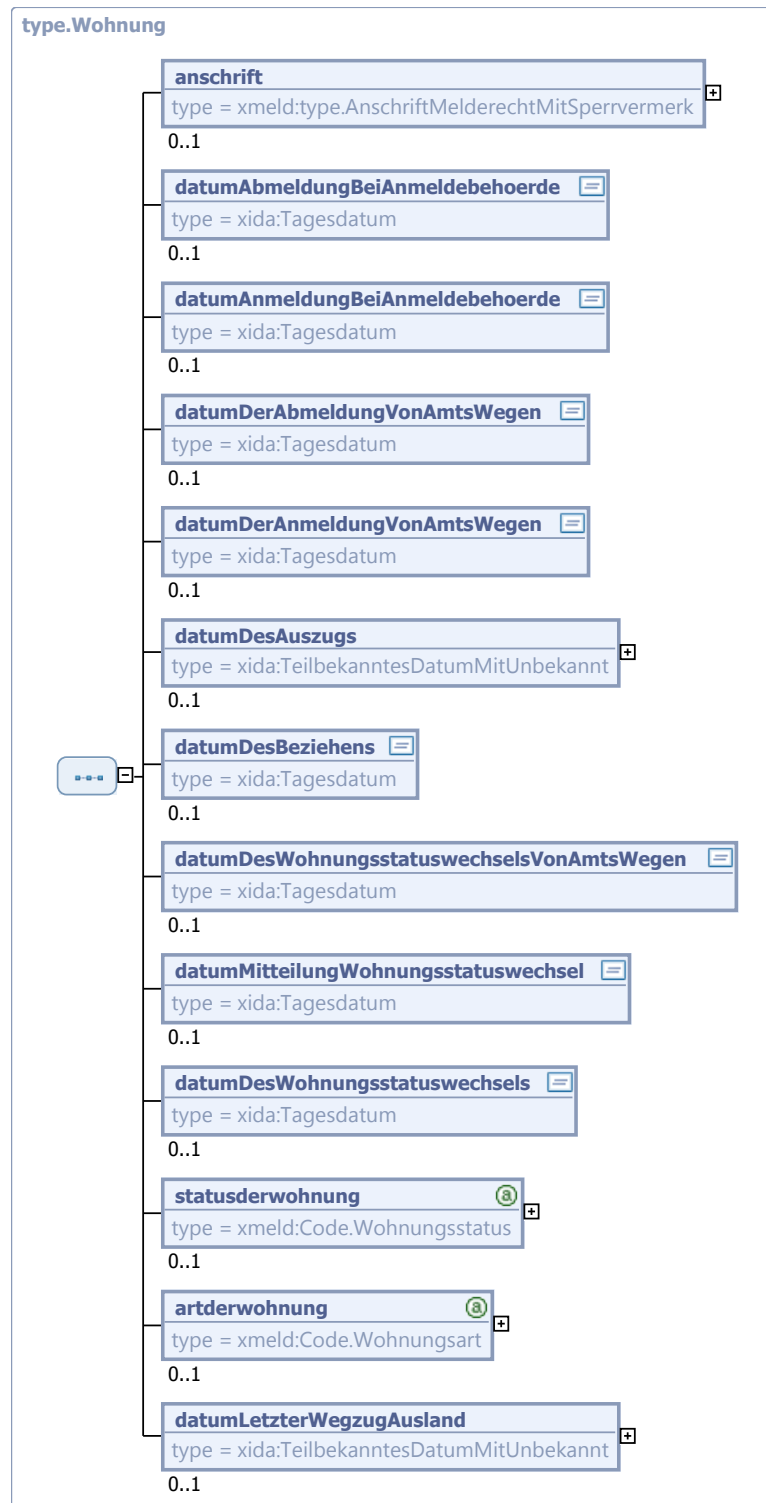 type.Wohnung
anschrift
type = xmeld:type.AnschriftMelderechtMitSperrvermerk
0..1
datumAbmeldungBeiAnmeldebehoerde
type = xida:Tagesdatum
0..1
datumAnmeldungBeiAnmeldebehoerde
type = xida:Tagesdatum
0..1
datumDerAbmeldungVonAmtsWegen
type = xida:Tagesdatum
0..1
datumDerAnmeldungVonAmtsWegen
type = xida:Tagesdatum
0..1
datumDesAuszugs
type = xida:TeilbekanntesDatumMitUnbekannt
0..1
datumDesBeziehens
type = xida:Tagesdatum
0..1
datumDesWohnungsstatuswechselsVonAmtsWegen
type = xida:Tagesdatum
0..1
datumMitteilungWohnungsstatuswechsel
type = xida:Tagesdatum
0..1
datumDesWohnungsstatuswechsels
type = xida:Tagesdatum
0..1
statusderwohnung
type = xmeld:Code.Wohnungsstatus
0..1
artderwohnung
type = xmeld:Code.Wohnungsart
0..1
datumLetzterWegzugAusland
type = xida:TeilbekanntesDatumMitUnbekannt
0..1